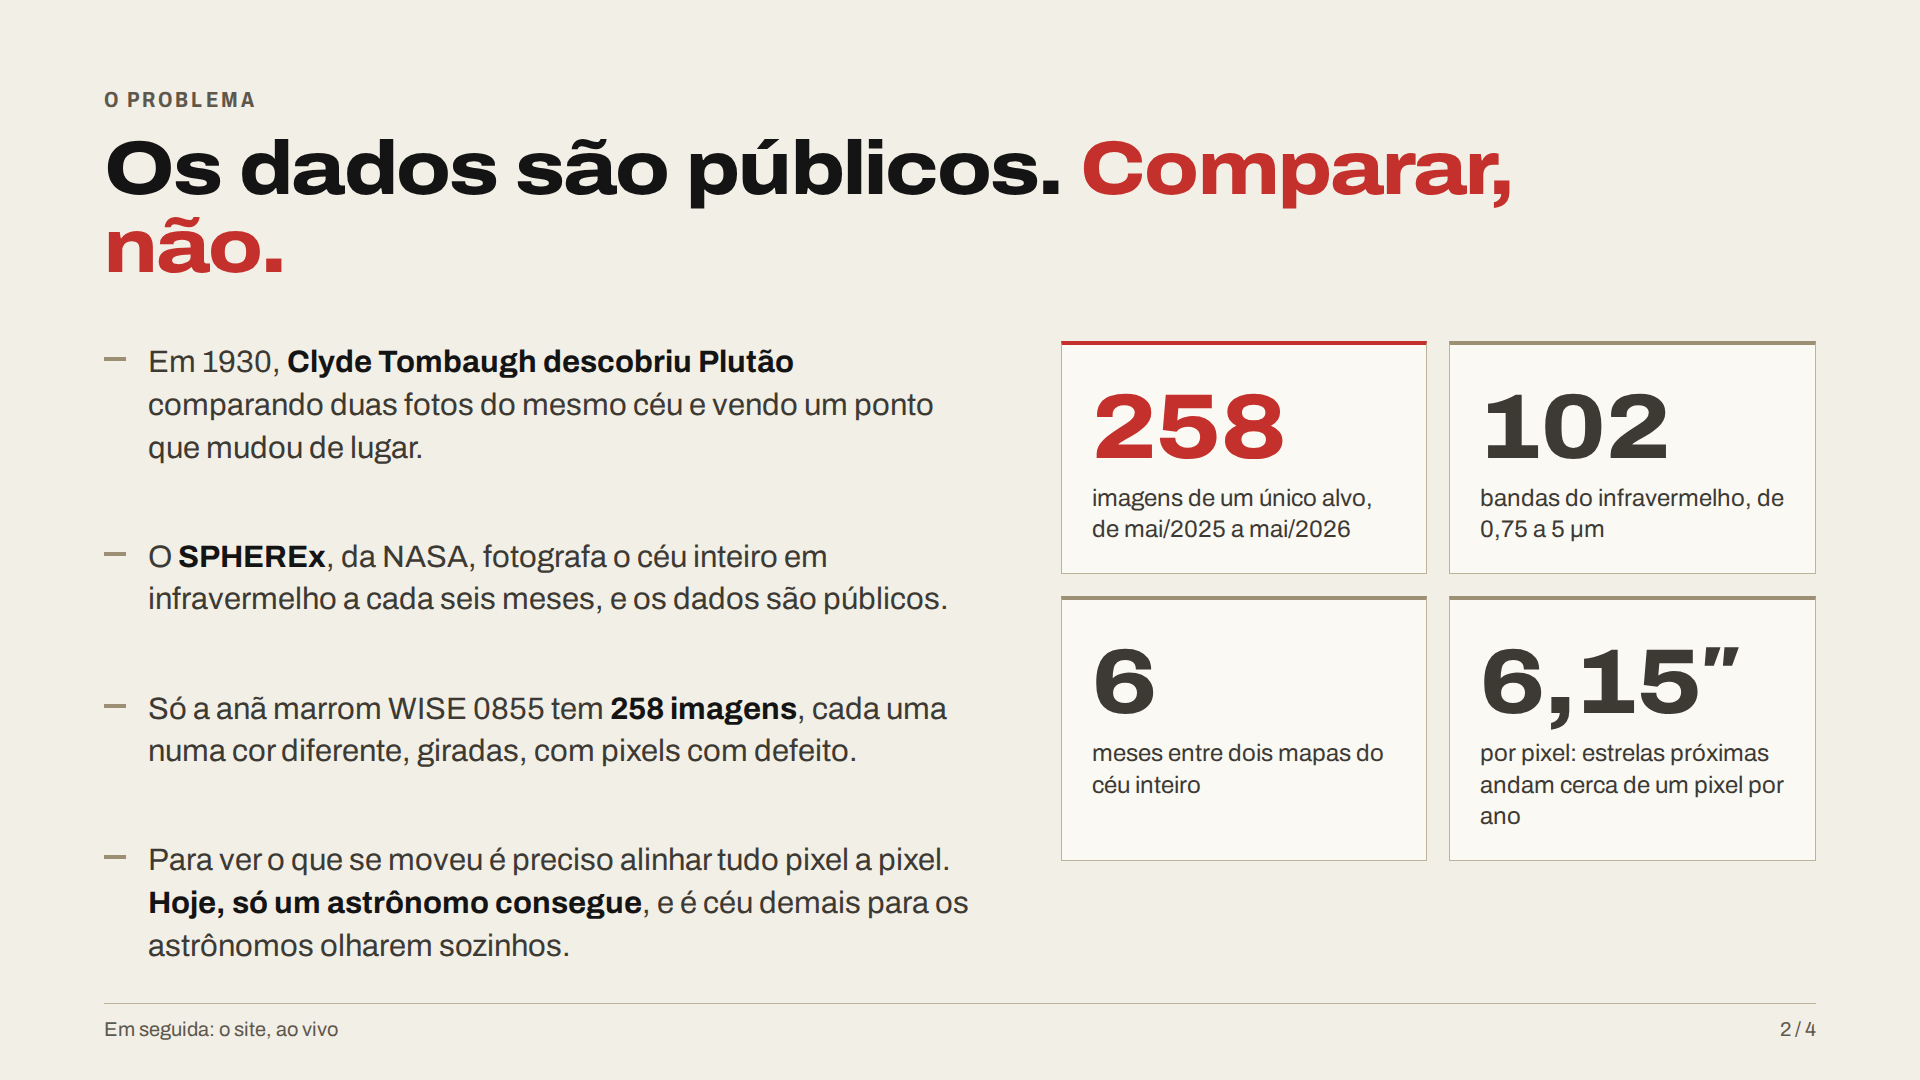 O PROBLEMA
Os dados são públicos. Comparar,
não.
Em 1930, Clyde Tombaugh descobriu Plutão
comparando duas fotos do mesmo céu e vendo um ponto
que mudou de lugar.
O SPHEREx, da NASA, fotografa o céu inteiro em
infravermelho a cada seis meses, e os dados são públicos.
Só a anã marrom WISE 0855 tem 258 imagens, cada uma
numa cor diferente, giradas, com pixels com defeito.
Para ver o que se moveu é preciso alinhar tudo pixel a pixel.
Hoje, só um astrônomo consegue, e é céu demais para os
astrônomos olharem sozinhos.
258
imagens de um único alvo,
de mai/2025 a mai/2026
102
bandas do infravermelho, de
0,75 a 5 µm
6
meses entre dois mapas do
céu inteiro
6,15″
por pixel: estrelas próximas
andam cerca de um pixel por
ano
Em seguida: o site, ao vivo
2 / 4